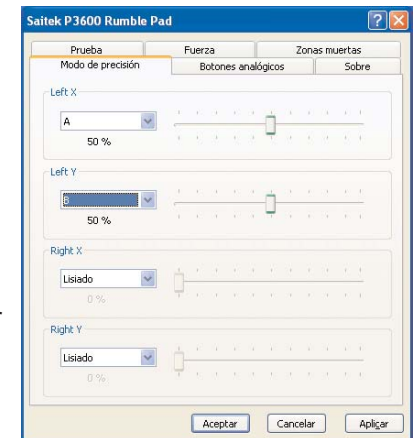 Saitek P3600 Rumble Pad
Prueba Fuerza Zonas muertas
Modo de precisión Botones analógicos Sobre
Left X
A
50 %
Left Y
B
50 %
Right X
Lisiado
0 %
Right Y
Lisiado
0 %
Aceptar Cancelar Aplicar